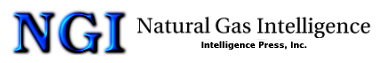 NGI Natural Gas Intelligence
Intelligence Press, Inc.